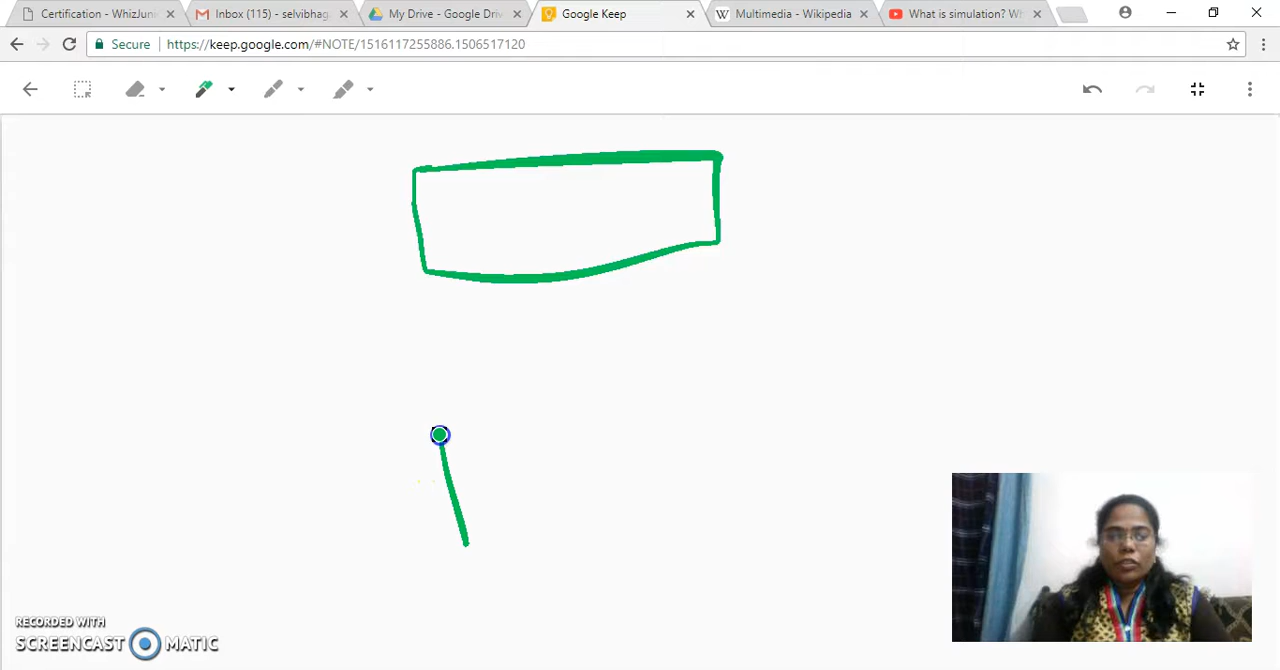 Certification - WhizJunk
Inbox (115) - selvibhag
My Drive - Google Driv
Google Keep
Multimedia - Wikipedia
What is simulation? W
Secure
https://keep.google.com/#NOTE/1516117255886.1506517120
RECORDED WITH
SCREENCAST MATIC